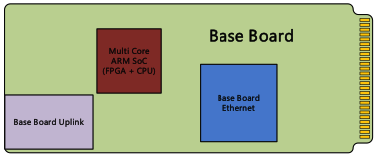 Base Board
Multi Core
ARM SoC
(FPGA + CPU)
Base Board
Ethernet
Base Board Uplink